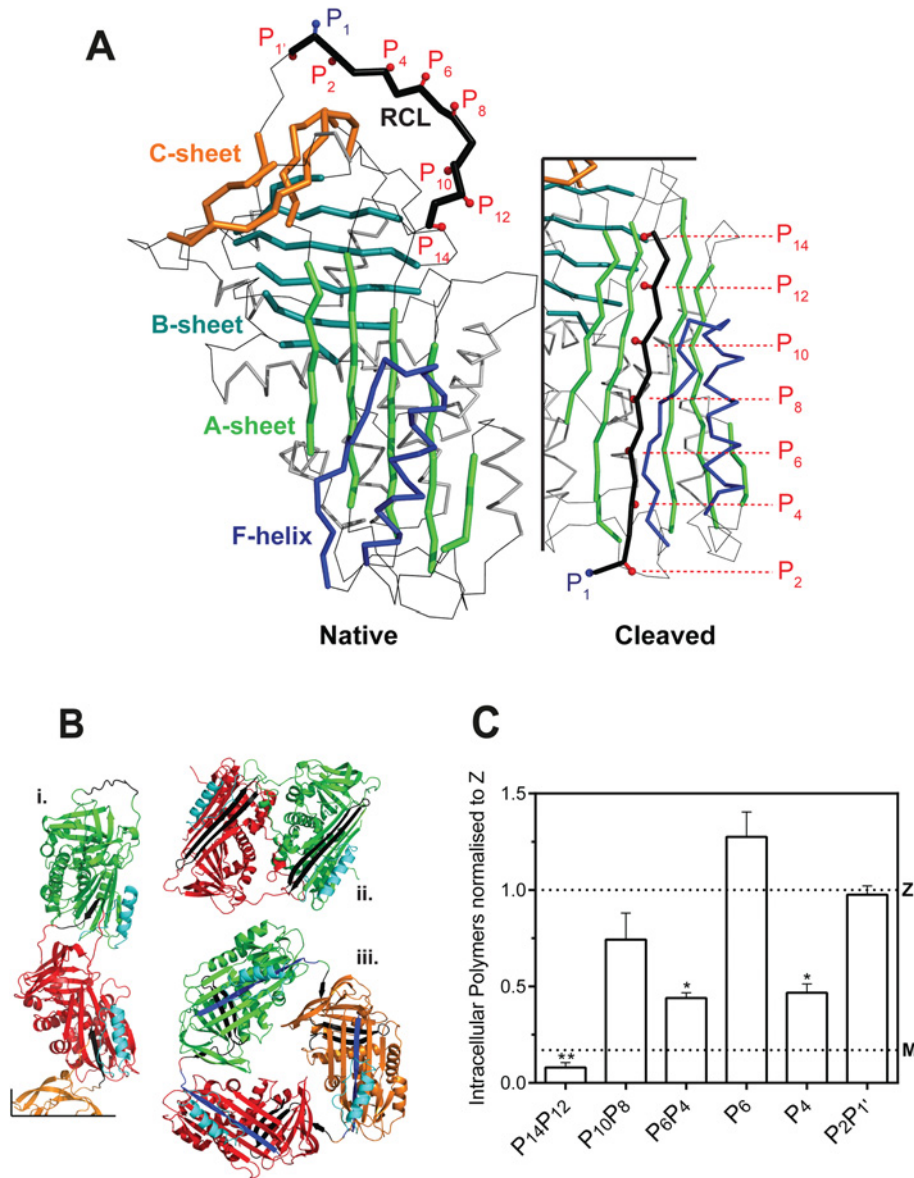 A
P1
P1'
P2
P4
P6
RCL
P8
C-sheet
P10
P12
P14
B-sheet
A-sheet
F-helix
Native
P14
P12
P10
P8
P6
P4
P2
P1
Cleaved
B
i.
ii.
iii.
C
Intracellular Polymers normalised to Z
1.5
1.0
0.5
0.0
Z
M
**
*
*
P14P12
P10P8
P6P4
P6
P4
P2P1'